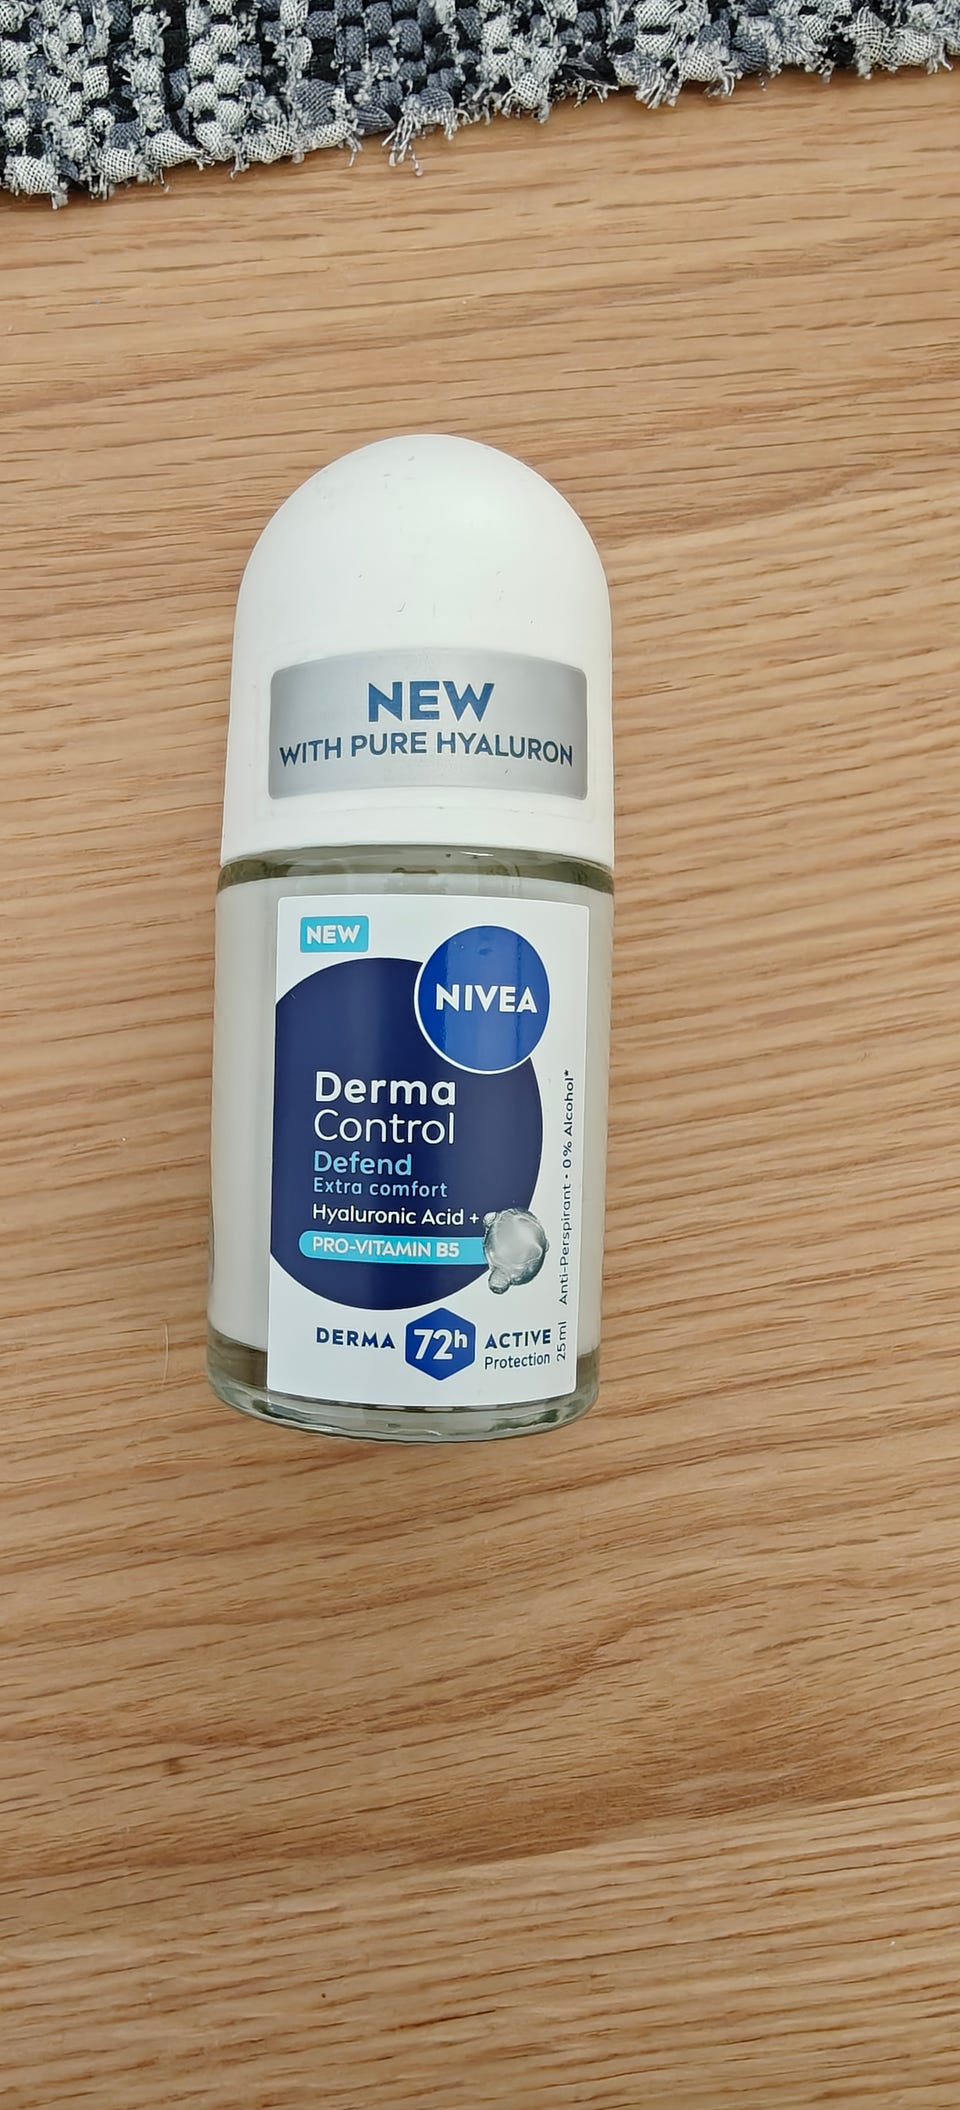 NEW
WITH PURE HYALURON
NEW
NIVEA
Derma
Control
Defend
Extra comfort
Hyaluronic Acid +
PRO-VITAMIN B5
DERMA 72h ACTIVE
Protection
25 ml Anti-Perspirant • 0% Alcohol*